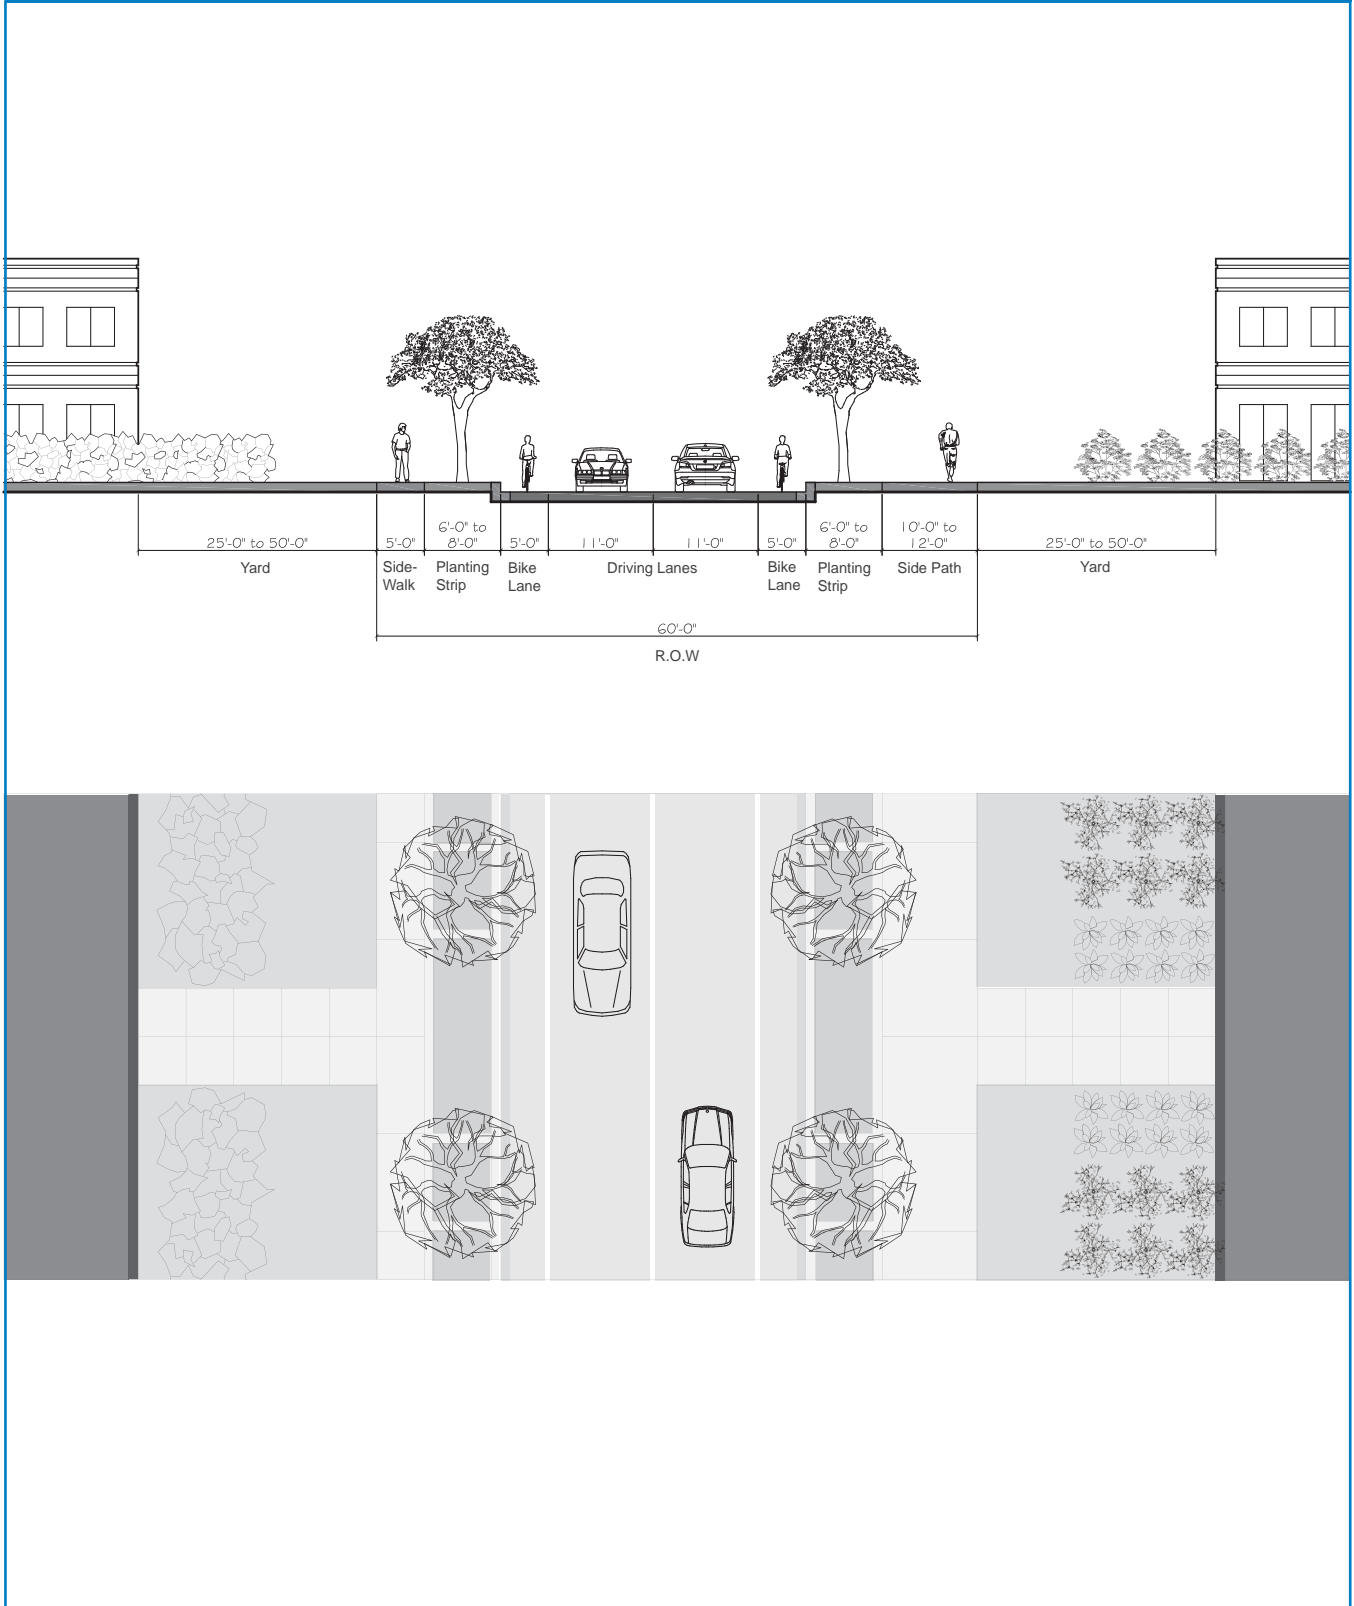 6'-0" to
6'-0" to
10'-0" to
25'-0" to 50'-0"
5'-0"
8'-0"
5'-0"
11'-0"
11'-0"
5'-0"
8'-0"
12'-0"
25'-0" to 50'-0"
Yard
Side-
Walk
Planting
Strip
Bike
Lane
Driving Lanes
Bike
Lane
Planting
Strip
Side Path
Yard
60'-0"
R.O.W